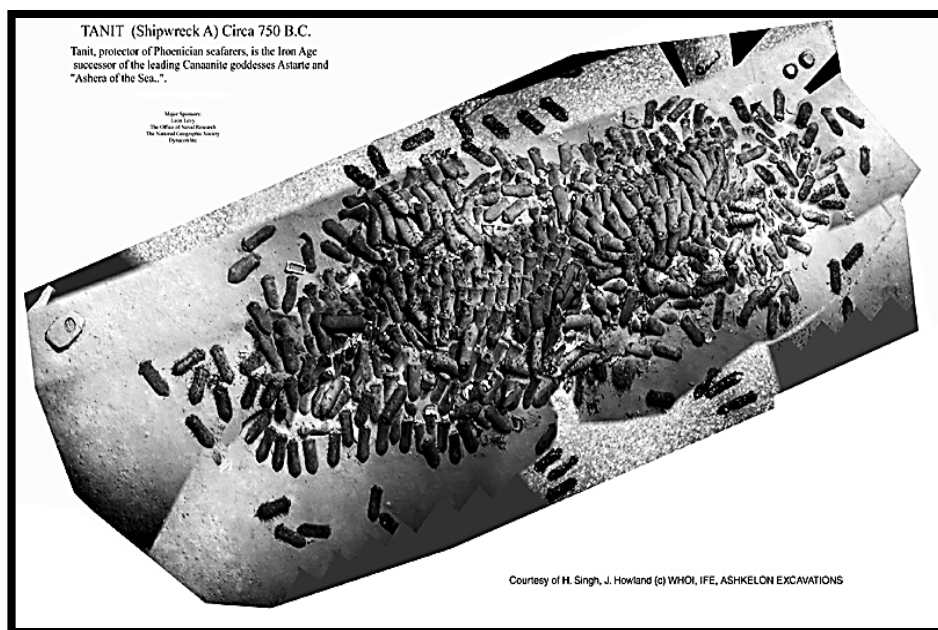 TANIT (Shipwreck A) Circa 750 B.C.
Tanit, protector of Phoenician seafarers, is the Iron Age
successor of the leading Canaanite goddesses Astarte and
"Ashera of the Sea..".
Major Sponsors:
Leon Levy
The Office of Naval Research
The National Geographic Society
Dynacon Inc
Courtesy of H. Singh, J. Howland (c) WHOI, IFE, ASHKELON EXCAVATIONS